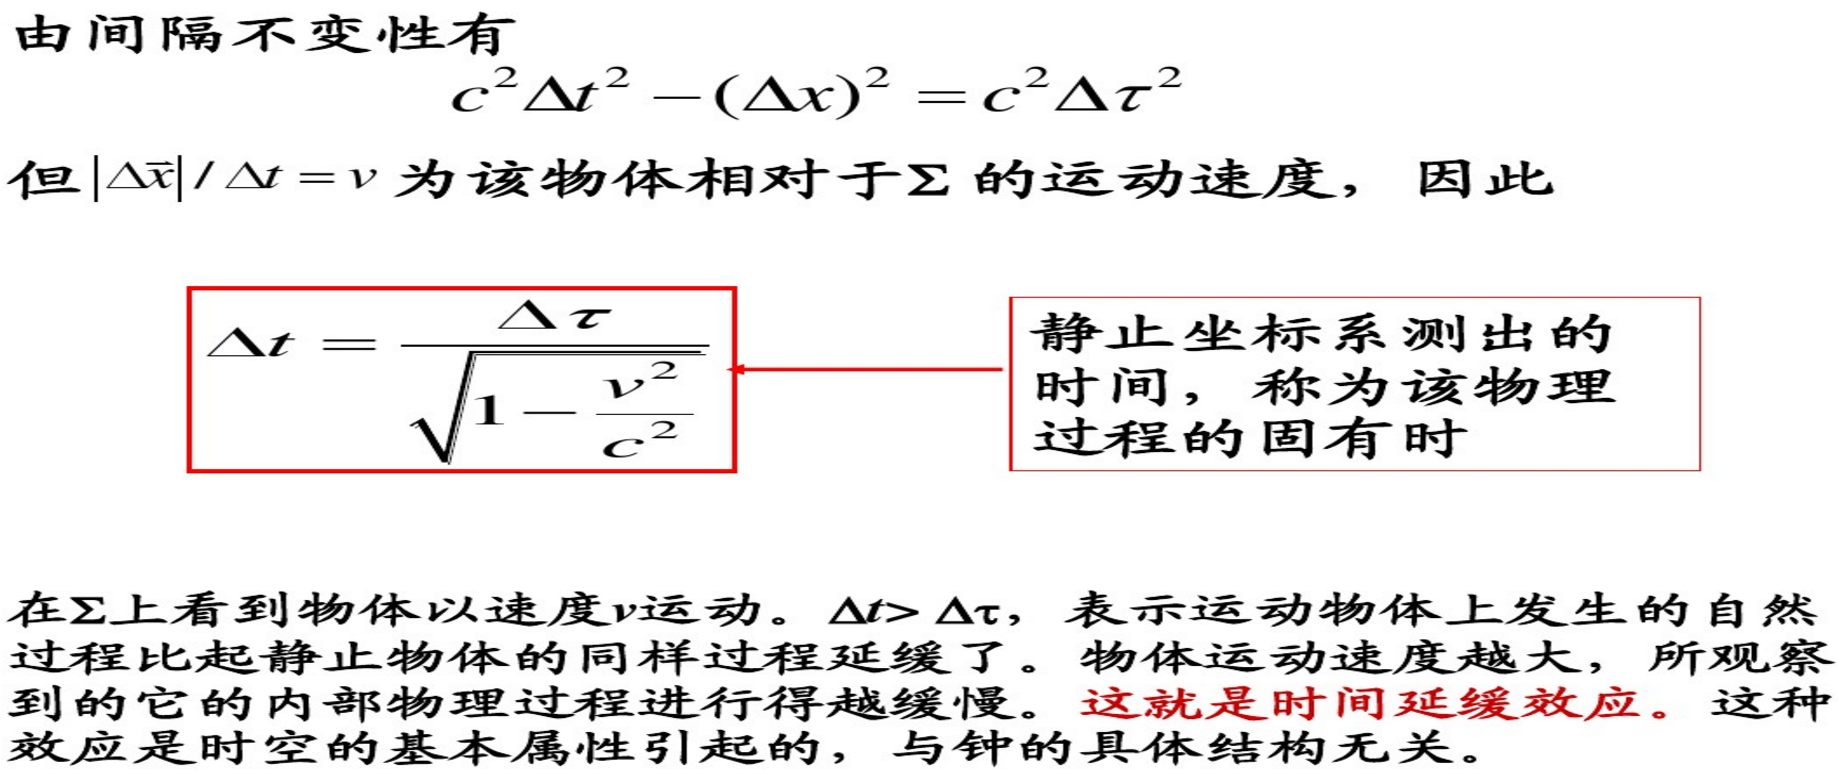 由间隔不变性有
c²Δt² − (Δx)² = c²Δτ²
但|Δx⃗| / Δt = v 为该物体相对于Σ 的运动速度，因此
Δt = Δτ / √(1 − v²/c²)
静止坐标系测出的
时间，称为该物理
过程的固有时
在Σ上看到物体以速度v运动。Δt> Δτ，表示运动物体上发生的自然
过程比起静止物体的同样过程延缓了。物体运动速度越大，所观察
到的它的内部物理过程进行得越缓慢。这就是时间延缓效应。这种
效应是时空的基本属性引起的，与钟的具体结构无关。